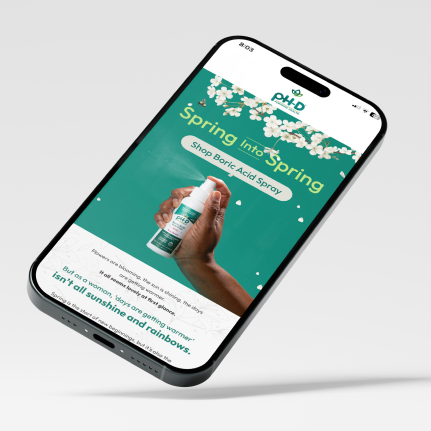 8:03
pH-D
Spring Into Spring
Shop Boric Acid Spray
pH-D
Flowers are blooming, the sun is shining, the days
are getting warmer.
It all seems lovely at first glance.
But as a woman, "days are getting warmer"
isn't all sunshine and rainbows.
Spring is the start of new beginnings, but it's also the